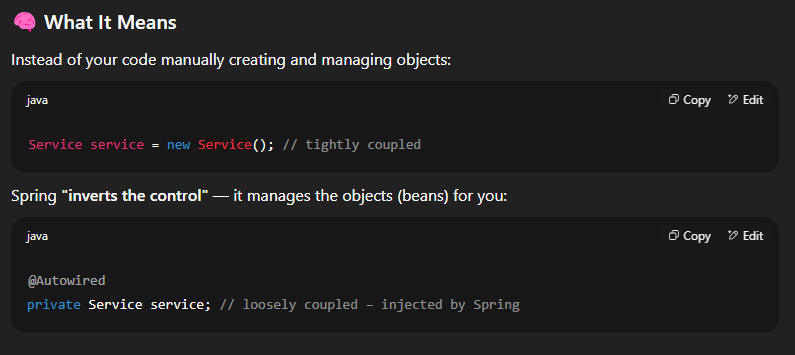 🧠 What It Means
Instead of your code manually creating and managing objects:
java Copy Edit
Service service = new Service(); // tightly coupled
Spring "inverts the control" — it manages the objects (beans) for you:
java Copy Edit
@Autowired
private Service service; // loosely coupled – injected by Spring